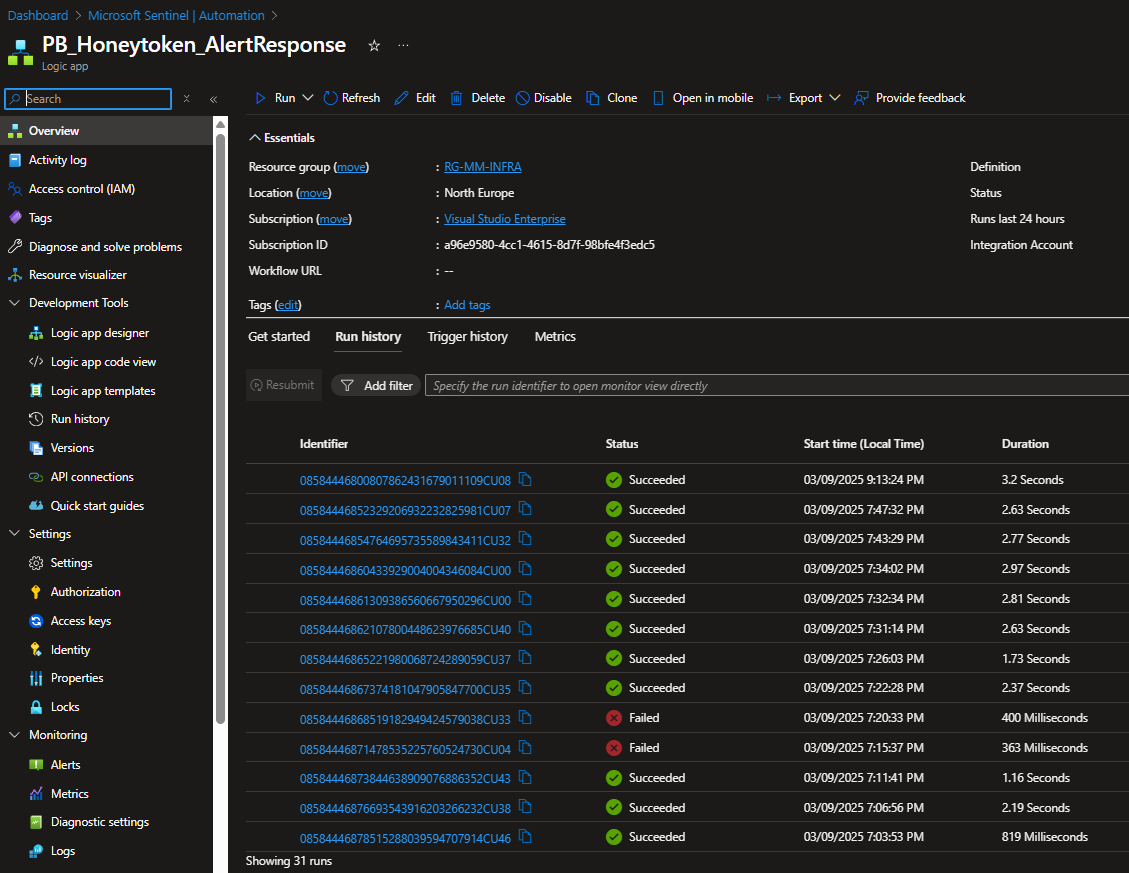 Dashboard > Microsoft Sentinel | Automation >
PB_Honeytoken_AlertResponse
Logic app
Search
Run
Refresh
Edit
Delete
Disable
Clone
Open in mobile
Export
Provide feedback
Overview
Activity log
Access control (IAM)
Tags
Diagnose and solve problems
Resource visualizer
Development Tools
Logic app designer
Logic app code view
Logic app templates
Run history
Versions
API connections
Quick start guides
Settings
Settings
Authorization
Access keys
Identity
Properties
Locks
Monitoring
Alerts
Metrics
Diagnostic settings
Logs
Essentials
Resource group (move) : RG-MM-INFRA
Location (move) : North Europe
Subscription (move) : Visual Studio Enterprise
Subscription ID : a96e9580-4cc1-4615-8d7f-98bfe4f3edc5
Workflow URL : --
Tags (edit) : Add tags
Definition
Status
Runs last 24 hours
Integration Account
Get started Run history Trigger history Metrics
Resubmit Add filter Specify the run identifier to open monitor view directly
Identifier Status Start time (Local Time) Duration
08584446800807862431679011109CU08 Succeeded 03/09/2025 9:13:24 PM 3.2 Seconds
08584446852329206932232825981CU07 Succeeded 03/09/2025 7:47:32 PM 2.63 Seconds
08584446854764695735589843411CU32 Succeeded 03/09/2025 7:43:29 PM 2.77 Seconds
08584446860433929004004346084CU00 Succeeded 03/09/2025 7:34:02 PM 2.97 Seconds
08584446861309386560667950296CU00 Succeeded 03/09/2025 7:32:34 PM 2.81 Seconds
08584446862107800448623976685CU40 Succeeded 03/09/2025 7:31:14 PM 2.63 Seconds
08584446865221980068724289059CU37 Succeeded 03/09/2025 7:26:03 PM 1.73 Seconds
08584446867374181047905847700CU35 Succeeded 03/09/2025 7:22:28 PM 2.37 Seconds
08584446868519182949424579038CU33 Failed 03/09/2025 7:20:33 PM 400 Milliseconds
08584446871478535225760524730CU04 Failed 03/09/2025 7:15:37 PM 363 Milliseconds
08584446873844638909076886352CU43 Succeeded 03/09/2025 7:11:41 PM 1.16 Seconds
08584446876693543916203266232CU38 Succeeded 03/09/2025 7:06:56 PM 2.19 Seconds
08584446878515288039594707914CU46 Succeeded 03/09/2025 7:03:53 PM 819 Milliseconds
Showing 31 runs